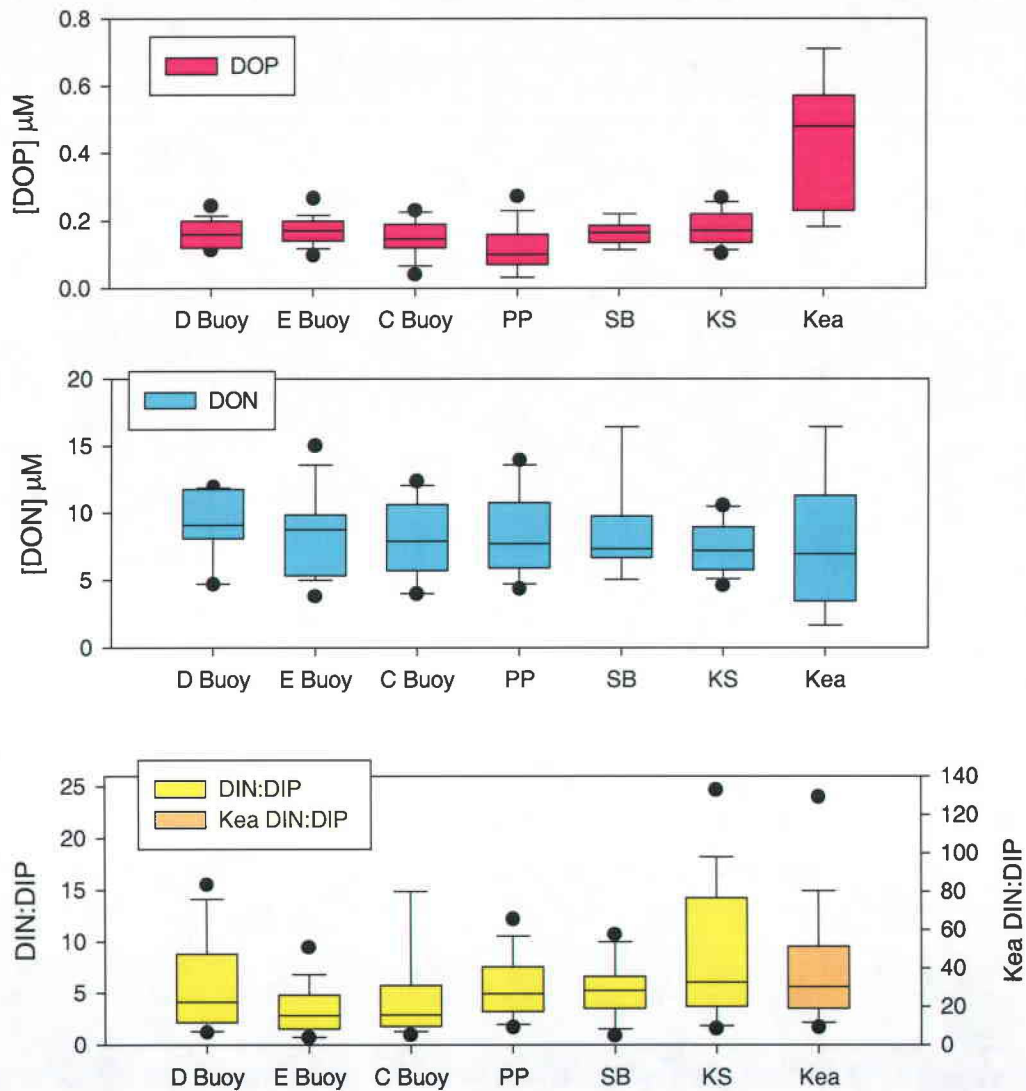 0.8
DOP
0.6
[DOP] µM
0.4
0.2
0.0
D Buoy E Buoy C Buoy PP SB KS Kea
20
DON
15
[DON] µM
10
5
0
D Buoy E Buoy C Buoy PP SB KS Kea
25 140
DIN:DIP
Kea DIN:DIP
20 120
100
15 80
DIN:DIP Kea DIN:DIP
10 60
40
5 20
0 0
D Buoy E Buoy C Buoy PP SB KS Kea